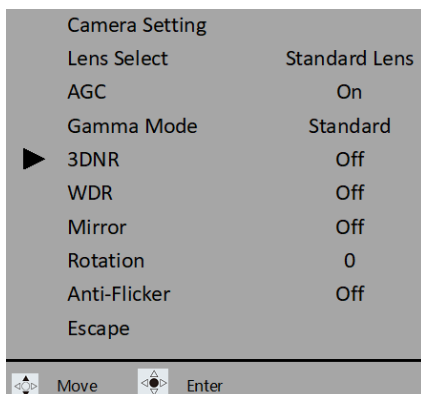 Camera Setting
Lens Select Standard Lens
AGC On
Gamma Mode Standard
3DNR Off
WDR Off
Mirror Off
Rotation 0
Anti-Flicker Off
Escape
Move Enter